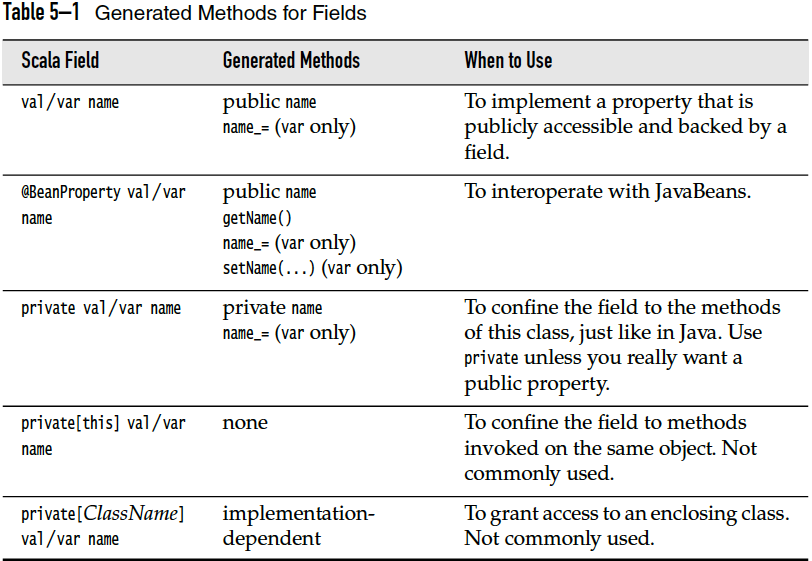 Table 5–1 Generated Methods for Fields
Scala Field Generated Methods When to Use
val/var name public name To implement a property that is
name_= (var only) publicly accessible and backed by a
field.
@BeanProperty val/var public name To interoperate with JavaBeans.
name getName()
name_= (var only)
setName(...) (var only)
private val/var name private name To confine the field to the methods
name_= (var only) of this class, just like in Java. Use
private unless you really want a
public property.
private[this] val/var none To confine the field to methods
name invoked on the same object. Not
commonly used.
private[ClassName] implementation- To grant access to an enclosing class.
val/var name dependent Not commonly used.